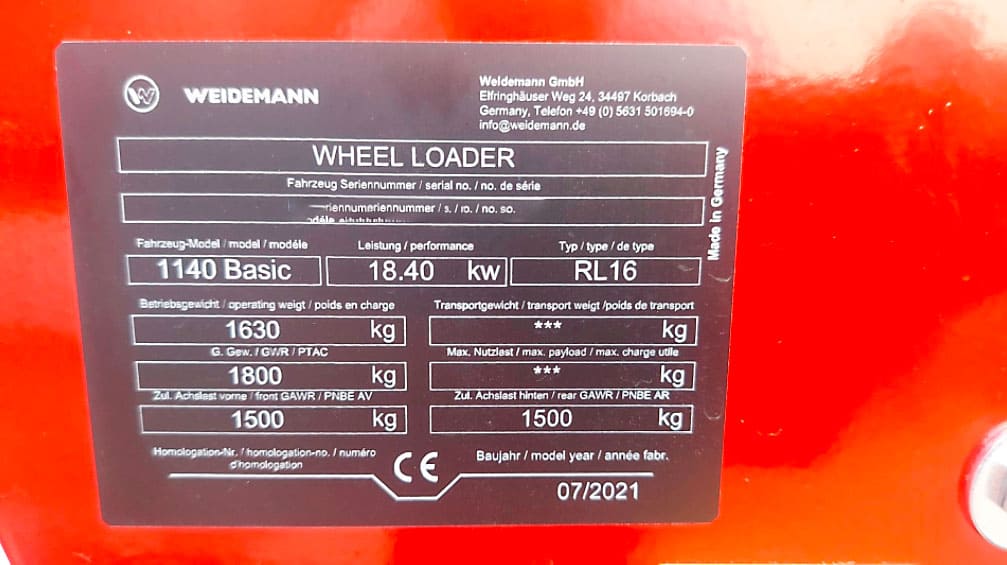 WEIDEMANN
Weidemann GmbH
Elfringhäuser Weg 24, 34497 Korbach
Germany, Telefon +49 (0) 5631 501694-0
info@weidemann.de
WHEEL LOADER
Fahrzeug Seriennummer / serial no. / no. de série
Made in Germany
Fahrzeug-Model / model / modéle
Leistung / performance
Typ / type / de type
1140 Basic
18.40 kw
RL16
Betriebsgewicht / operating weigt / poids en charge
Transportgewicht / transport weigt /poids de transport
1630 kg
*** kg
G. Gew. / GWR / PTAC
Max. Nutzlast / max. payload / max. charge utile
1800 kg
*** kg
Zul. Achslast vorne / front GAWR / PNBE AV
Zul. Achslast hinten / rear GAWR / PNBE AR
1500 kg
1500 kg
Homologation-Nr. / homologation-no. / numéro
d'homologation
CE
Baujahr / model year / année fabr.
07/2021